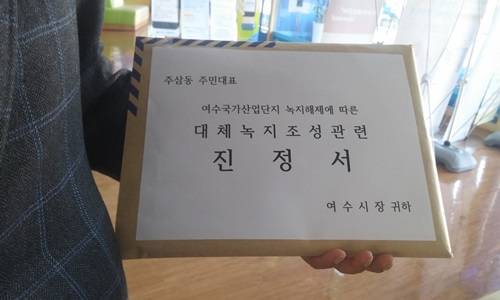 주삼동 주민대표
여수국가산업단지 녹지해제에 따른
대체녹지조성관련
진정서
여수시장 귀하